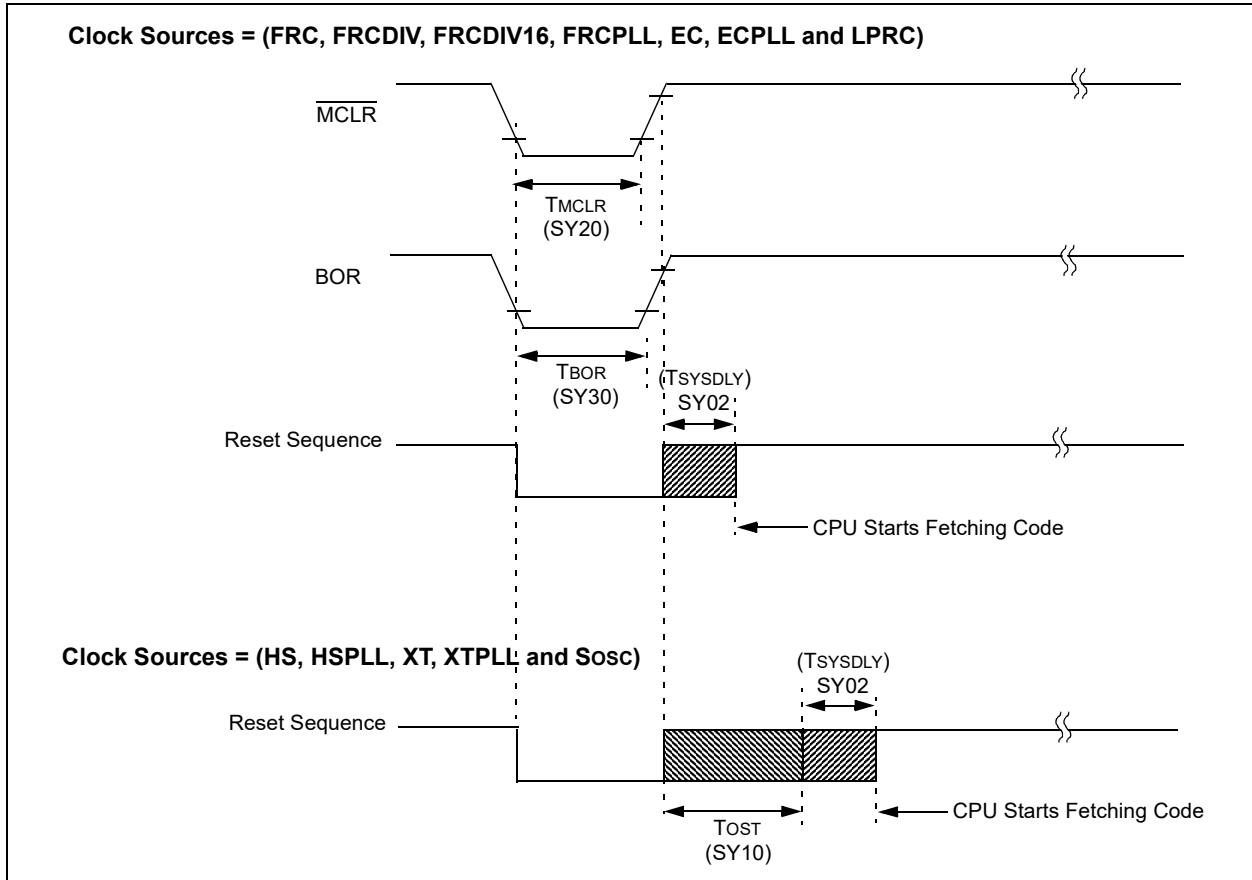 Clock Sources = (FRC, FRCDIV, FRCDIV16, FRCPLL, EC, ECPLL and LPRC)
MCLR
TMCLR
(SY20)
BOR
TBOR
(SY30)
(TSYSDLY)
SY02
Reset Sequence
CPU Starts Fetching Code
Clock Sources = (HS, HSPLL, XT, XTPLL and SOSC)
(TSYSDLY)
SY02
Reset Sequence
CPU Starts Fetching Code
TOST
(SY10)